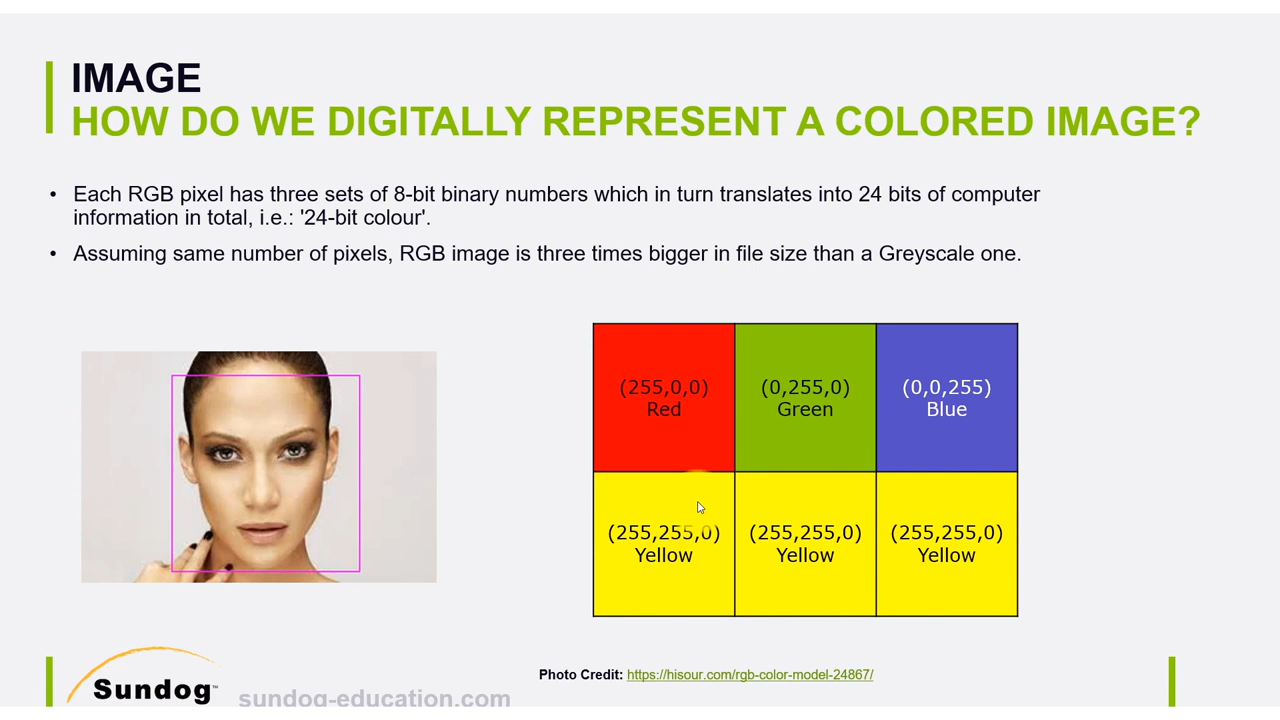 IMAGE
HOW DO WE DIGITALLY REPRESENT A COLORED IMAGE?
• Each RGB pixel has three sets of 8-bit binary numbers which in turn translates into 24 bits of computer
information in total, i.e.: '24-bit colour'.
• Assuming same number of pixels, RGB image is three times bigger in file size than a Greyscale one.
(255,0,0)
Red
(0,255,0)
Green
(0,0,255)
Blue
(255,255,0)
Yellow
(255,255,0)
Yellow
(255,255,0)
Yellow
Photo Credit: https://hisour.com/rgb-color-model-24867/
Sundog™
sundog-education.com